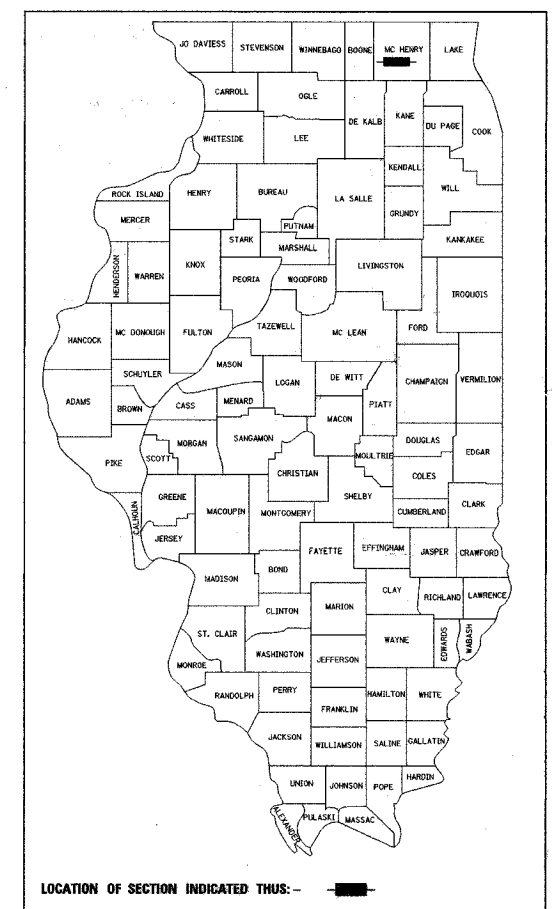 JO DAVIESS STEVENSON WINNEBAGO BOONE MC HENRY LAKE
CARROLL OGLE DE KALB KANE DU PAGE COOK
WHITESIDE LEE KENDALL WILL
ROCK ISLAND HENRY BUREAU LA SALLE GRUNDY
MERCER PUTNAM KANKAKEE
HENDERSON WARREN KNOX STARK MARSHALL LIVINGSTON
PEORIA WOODFORD IROQUOIS
HANCOCK MC DONOUGH FULTON TAZEWELL MC LEAN FORD
SCHUYLER MASON DE WITT CHAMPAIGN VERMILION
ADAMS BROWN CASS MENARD LOGAN PIATT
MACON
PIKE SCOTT MORGAN SANGAMON MOULTRIE DOUGLAS EDGAR
CHRISTIAN COLES
CALHOUN GREENE MACOUPIN MONTGOMERY SHELBY CUMBERLAND CLARK
JERSEY FAYETTE EFFINGHAM JASPER CRAWFORD
MADISON BOND
CLAY RICHLAND LAWRENCE
CLINTON MARION
ST. CLAIR WAYNE EDWARDS WABASH
WASHINGTON JEFFERSON
MONROE
RANDOLPH PERRY HAMILTON WHITE
FRANKLIN
JACKSON WILLIAMSON SALINE GALLATIN
UNION JOHNSON POPE HARDIN
ALEXANDER PULASKI MASSAC
LOCATION OF SECTION INDICATED THUS: -